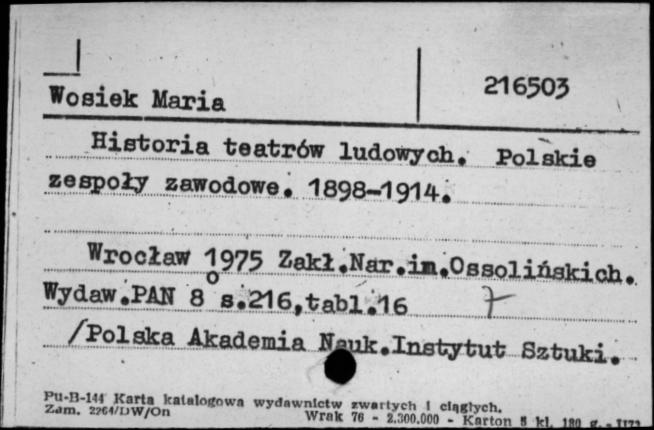 216503
Wosiek Maria
Historia teatrów ludowych. Polskie
zespoły zawodowe. 1898-1914.
Wrocław 1975 Zakł.Nar.im.Ossolińskich.
Wydaw.PAN 8° s.216,tabl.16
/Polska Akademia Nauk.Instytut Sztuki.
Pu-B-144 Karta katalogowa wydawnictw zwartych i ciągłych.
Zam. 2264/DW/On Wrak 76 - 2.300.000 - Karton kl. 180 g.